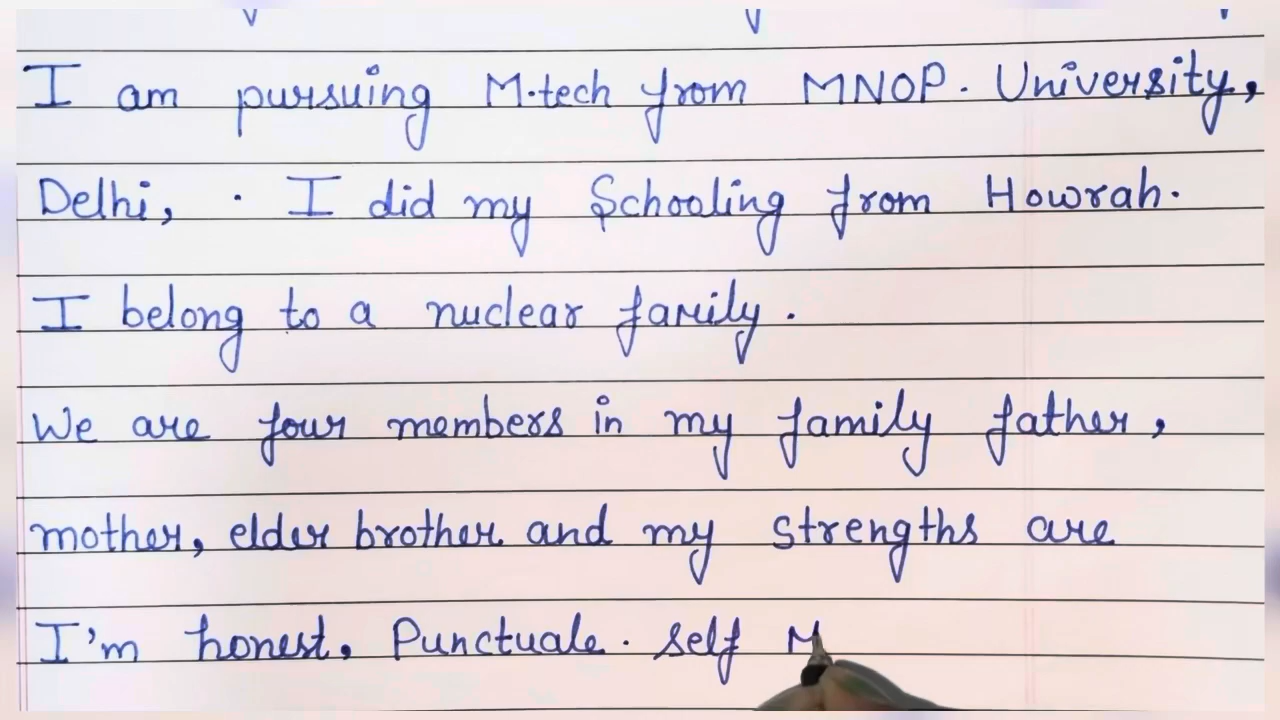 I am pursuing M.tech from MNOP. University,
Delhi, . I did my Schooling from Howrah.
I belong to a nuclear family.
We are four members in my family father,
mother, elder brother and my strengths are
I'm honest, Punctuale. Self M